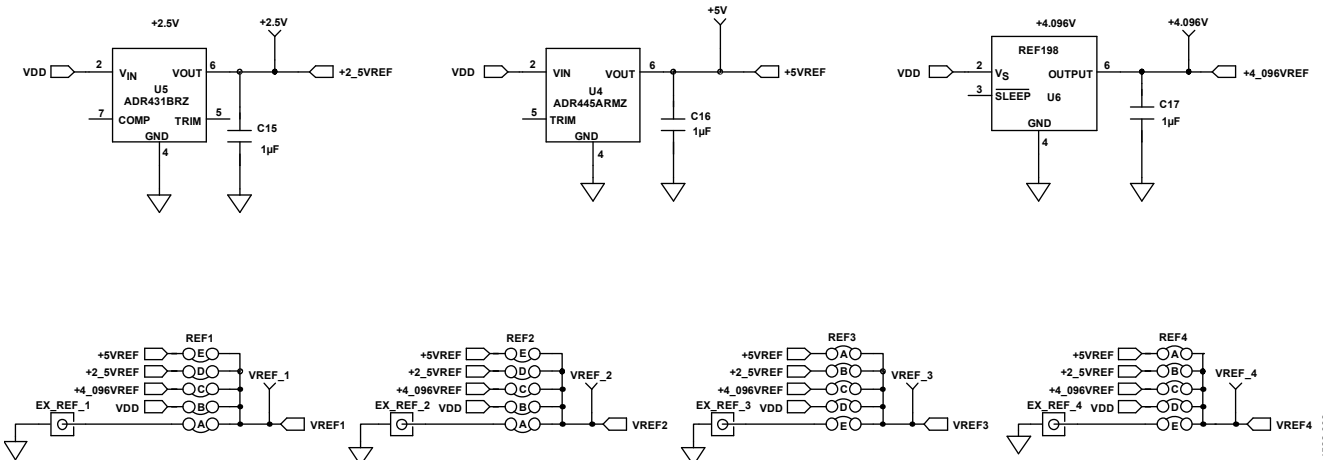 +2.5V
+2.5V
VDD
2
VIN
VOUT
6
+2_5VREF
U5
ADR431BRZ
7
COMP
TRIM
5
GND
4
C15
1µF
+5V
VDD
2
VIN
VOUT
6
+5VREF
U4
ADR445ARMZ
5
TRIM
GND
4
C16
1µF
+4.096V
+4.096V
REF198
VDD
2
VS
OUTPUT
6
+4_096VREF
3
SLEEP
U6
GND
4
C17
1µF
REF1
+5VREF
E
+2_5VREF
D
+4_096VREF
C
VREF_1
VDD
B
EX_REF_1
A
VREF1
REF2
+5VREF
E
+2_5VREF
D
+4_096VREF
C
VREF_2
VDD
B
EX_REF_2
A
VREF2
REF3
+5VREF
A
+2_5VREF
B
+4_096VREF
C
VREF_3
VDD
D
EX_REF_3
E
VREF3
REF4
+5VREF
A
+2_5VREF
B
+4_096VREF
C
VREF_4
VDD
D
EX_REF_4
E
VREF4